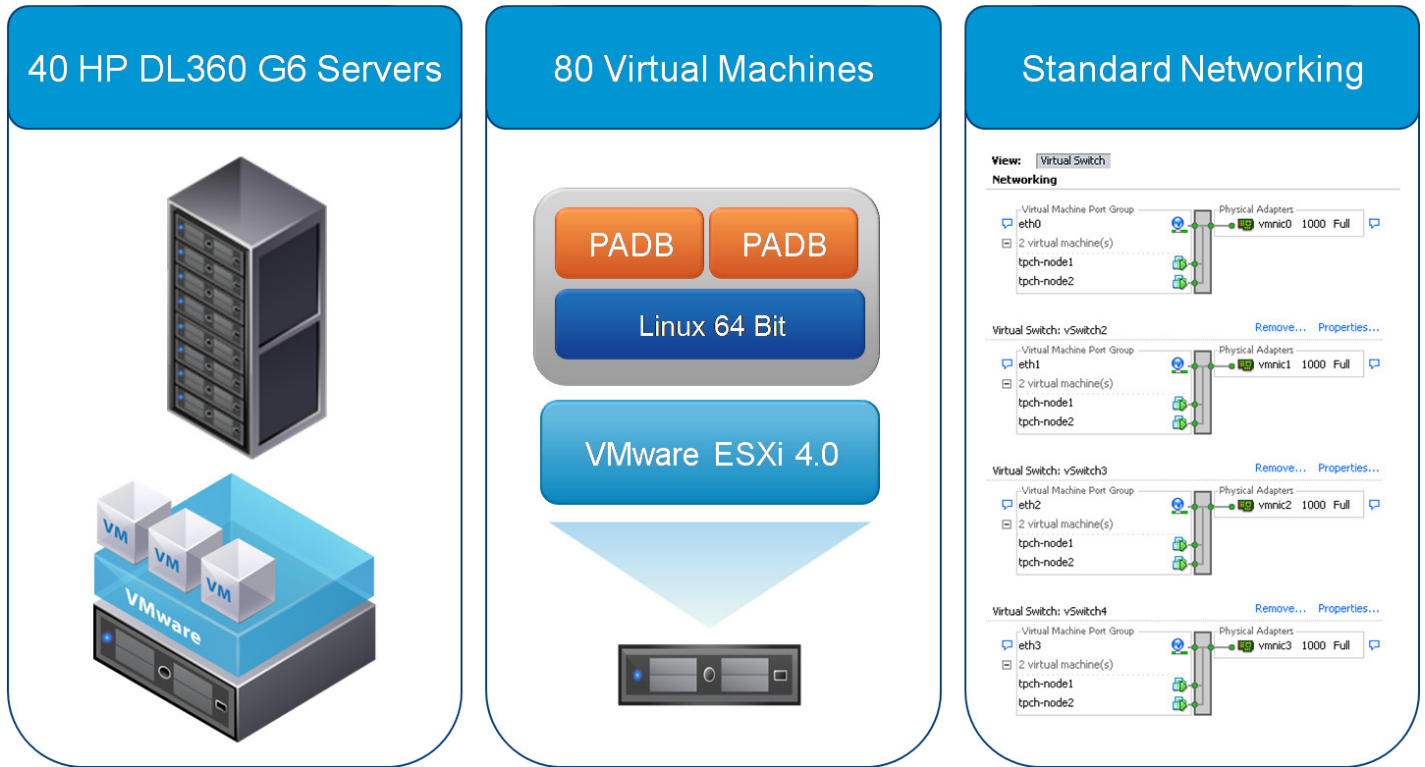 40 HP DL360 G6 Servers
VM
VM
VM
VMware
80 Virtual Machines
PADB PADB
Linux 64 Bit
VMware ESXi 4.0
Standard Networking
View: Virtual Switch
Networking
Virtual Machine Port Group Physical Adapters
eth0 vmnic0 1000 Full
2 virtual machine(s)
tpch-node1
tpch-node2
Virtual Switch: vSwitch2 Remove... Properties...
Virtual Machine Port Group Physical Adapters
eth1 vmnic1 1000 Full
2 virtual machine(s)
tpch-node1
tpch-node2
Virtual Switch: vSwitch3 Remove... Properties...
Virtual Machine Port Group Physical Adapters
eth2 vmnic2 1000 Full
2 virtual machine(s)
tpch-node1
tpch-node2
Virtual Switch: vSwitch4 Remove... Properties...
Virtual Machine Port Group Physical Adapters
eth3 vmnic3 1000 Full
2 virtual machine(s)
tpch-node1
tpch-node2